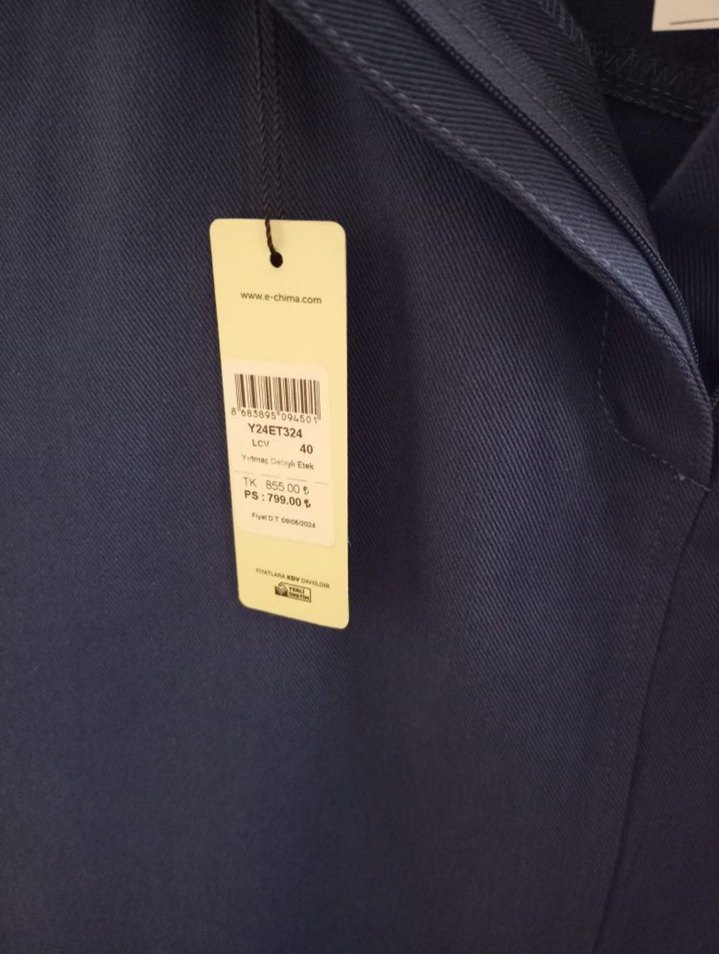 www.e-chima.com
8 683895 094501
Y24ET324
LCV 40
Yırtmaç Detaylı Etek
TK 855.00 ₺
PS : 799.00 ₺
Fiyat D.T :09/05/2024
FİYATLARA KDV DAHİLDİR
YERLİ
ÜRETİM